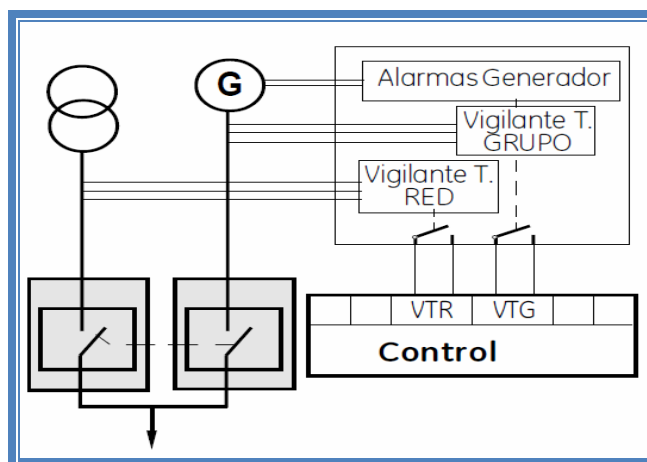 G
Alarmas Generador
Vigilante T.
GRUPO
Vigilante T.
RED
VTR
VTG
Control